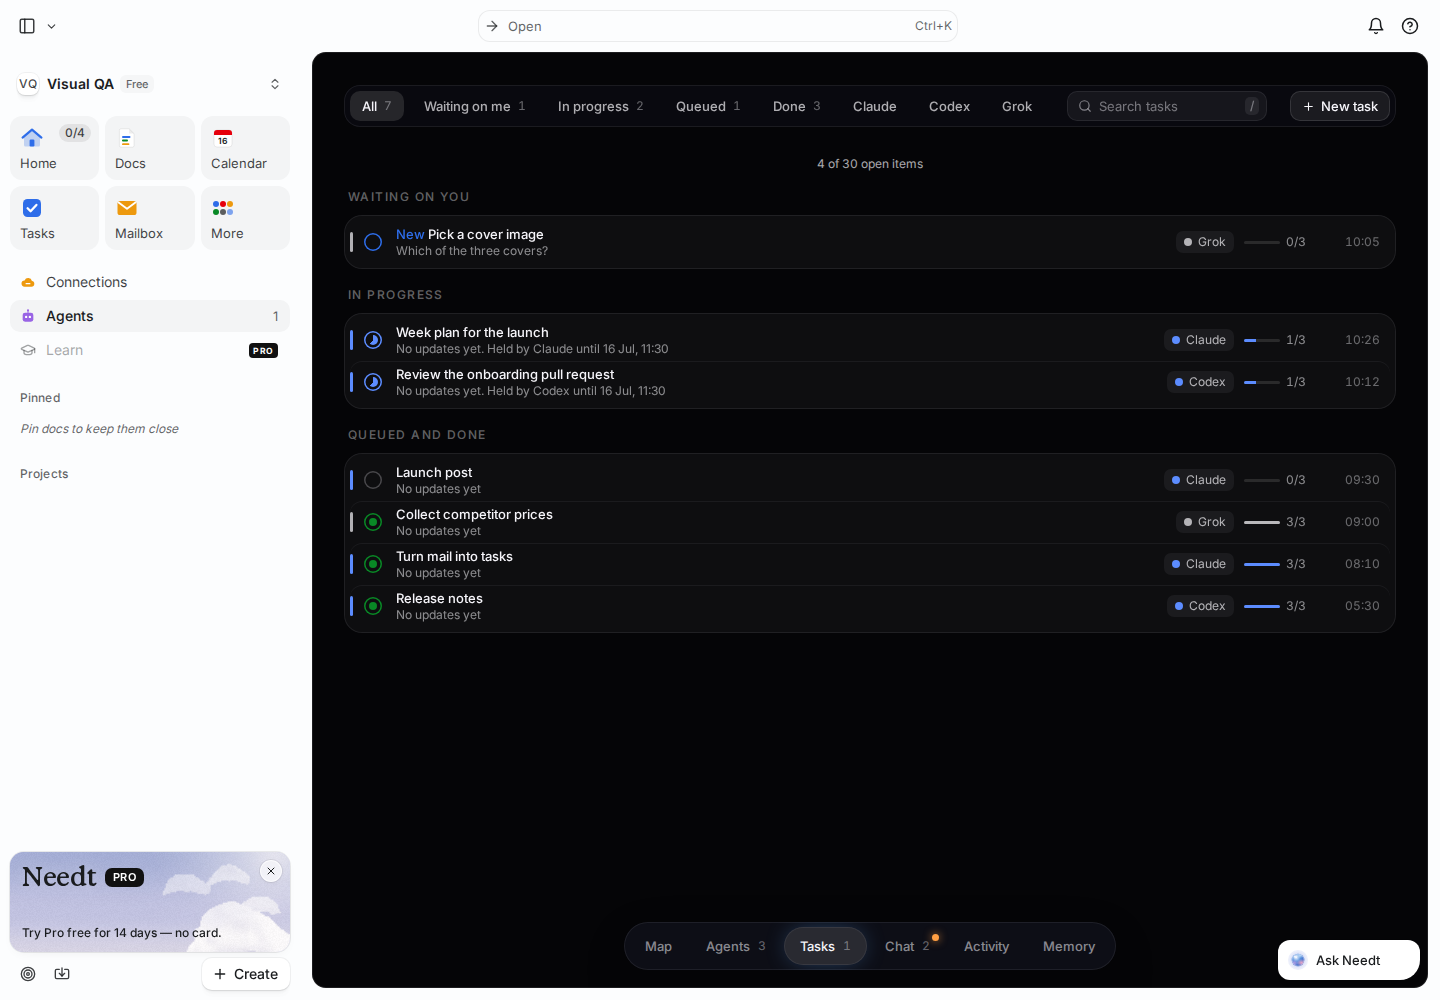 Open
Ctrl+K
VQ Visual QA Free
0/4
Home
Docs
16
Calendar
Tasks
Mailbox
More
Connections
Agents 1
Learn PRO
Pinned
Pin docs to keep them close
Projects
Needt PRO
Try Pro free for 14 days — no card.
Create
All 7
Waiting on me 1
In progress 2
Queued 1
Done 3
Claude
Codex
Grok
Search tasks /
New task
4 of 30 open items
WAITING ON YOU
New Pick a cover image
Which of the three covers?
Grok 0/3 10:05
IN PROGRESS
Week plan for the launch
No updates yet. Held by Claude until 16 Jul, 11:30
Claude 1/3 10:26
Review the onboarding pull request
No updates yet. Held by Codex until 16 Jul, 11:30
Codex 1/3 10:12
QUEUED AND DONE
Launch post
No updates yet
Claude 0/3 09:30
Collect competitor prices
No updates yet
Grok 3/3 09:00
Turn mail into tasks
No updates yet
Claude 3/3 08:10
Release notes
No updates yet
Codex 3/3 05:30
Map
Agents 3
Tasks 1
Chat 2
Activity
Memory
Ask Needt